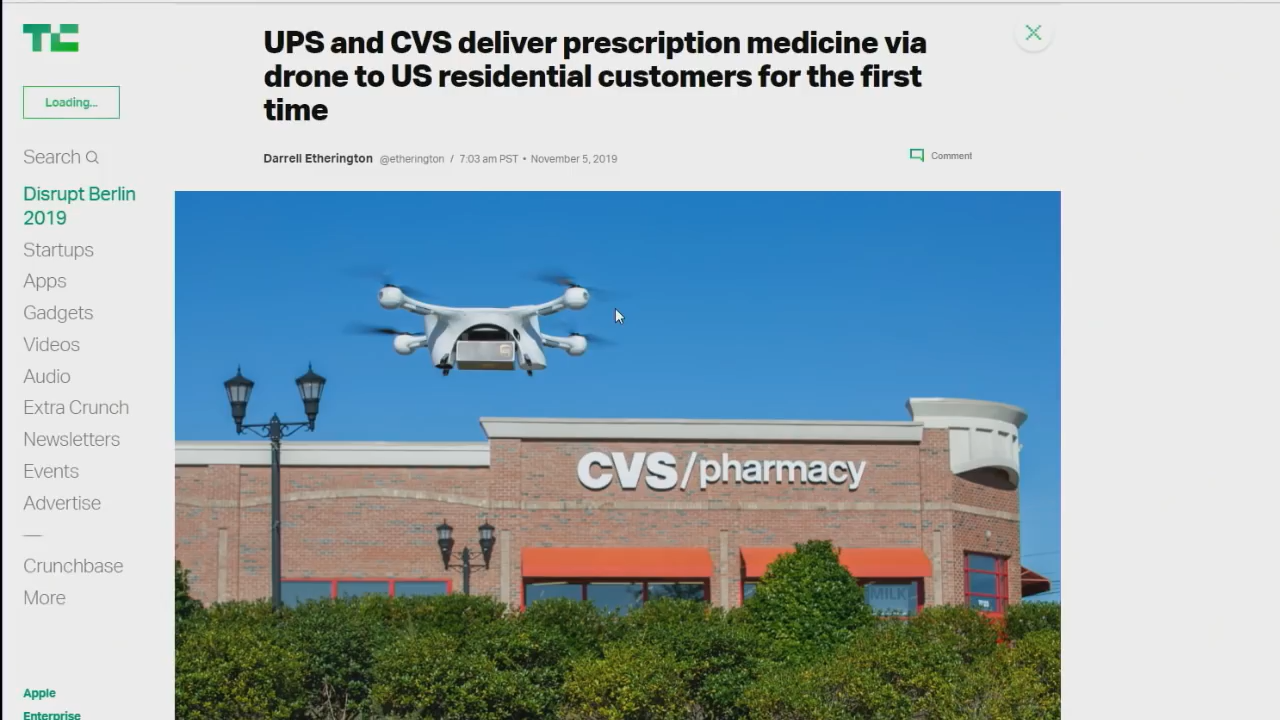 TC
UPS and CVS deliver prescription medicine via
drone to US residential customers for the first
time
Darrell Etherington @etherington / 7:03 am PST • November 5, 2019
Comment
Loading...
Search
Disrupt Berlin
2019
Startups
Apps
Gadgets
Videos
Audio
Extra Crunch
Newsletters
Events
Advertise
—
Crunchbase
More
Apple
Enterprise
CVS/pharmacy
MILK